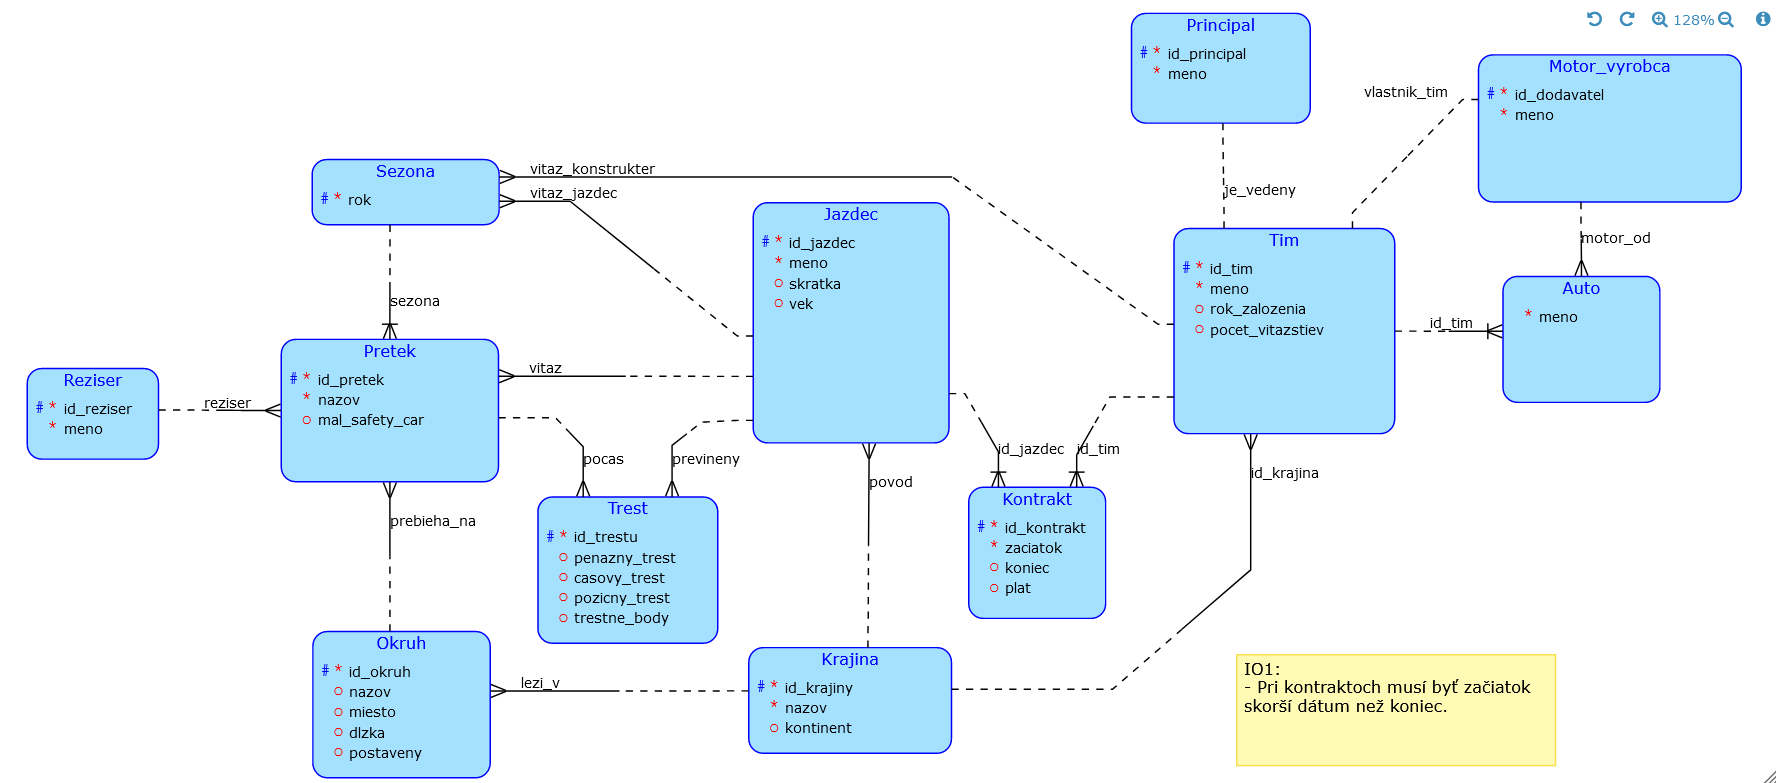 128%
Principal
# * id_principal
* meno
Motor_vyrobca
# * id_dodavatel
* meno
vlastnik_tim
je_vedeny
motor_od
Sezona
# * rok
vitaz_konstrukter
vitaz_jazdec
Jazdec
# * id_jazdec
* meno
o skratka
o vek
Tim
# * id_tim
* meno
o rok_zalozenia
o pocet_vitazstiev
id_tim
Auto
* meno
sezona
Pretek
# * id_pretek
* nazov
o mal_safety_car
vitaz
Reziser
# * id_reziser
* meno
reziser
pocas
previneny
povod
id_jazdec
id_tim
id_krajina
prebieha_na
Trest
# * id_trestu
o penazny_trest
o casovy_trest
o pozicny_trest
o trestne_body
Kontrakt
# * id_kontrakt
* zaciatok
o koniec
o plat
Okruh
# * id_okruh
o nazov
o miesto
o dlzka
o postaveny
lezi_v
Krajina
# * id_krajiny
* nazov
o kontinent
IO1:
- Pri kontraktoch musí byť začiatok
skorší dátum než koniec.